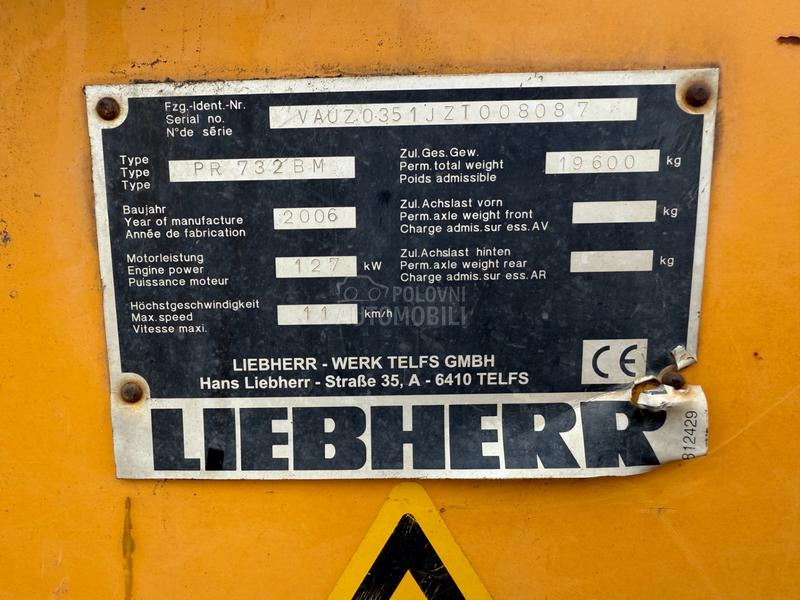 Fzg.-Ident.-Nr.
Serial no.
N°de série
VAUZ0351JZT008087
Type
Type
Type
PR 732BM
Baujahr
Year of manufacture
Année de fabrication
2006
Motorleistung
Engine power
Puissance moteur
127 kW
Höchstgeschwindigkeit
Max.speed
Vitesse maxi.
11 km/h
Zul.Ges.Gew.
Perm.total weight
Poids admissible
19600 kg
Zul.Achslast vorn
Perm.axle weight front
Charge admis.sur ess.AV
kg
Zul.Achslast hinten
Perm.axle weight rear
Charge admis.sur ess.AR
kg
POLOVNI
AUTOMOBILI
LIEBHERR - WERK TELFS GMBH
Hans Liebherr - Straße 35, A - 6410 TELFS
CE
LIEBHERR
812429